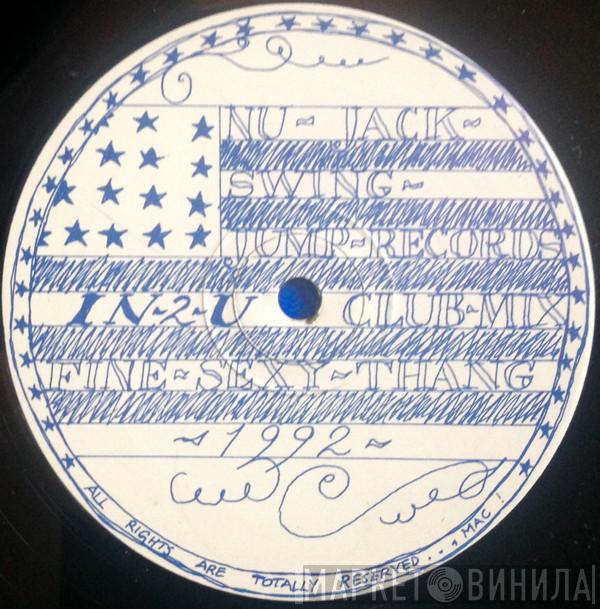 NU~ JACK~
SWING~
JUMP~RECORDS
IN-2-U CLUB-MIX
FINE~SEXY~THANG
~1992~
ALL RIGHTS ARE TOTALLY RESERVED... MAC!
МАРКЕТ ВИНИЛА